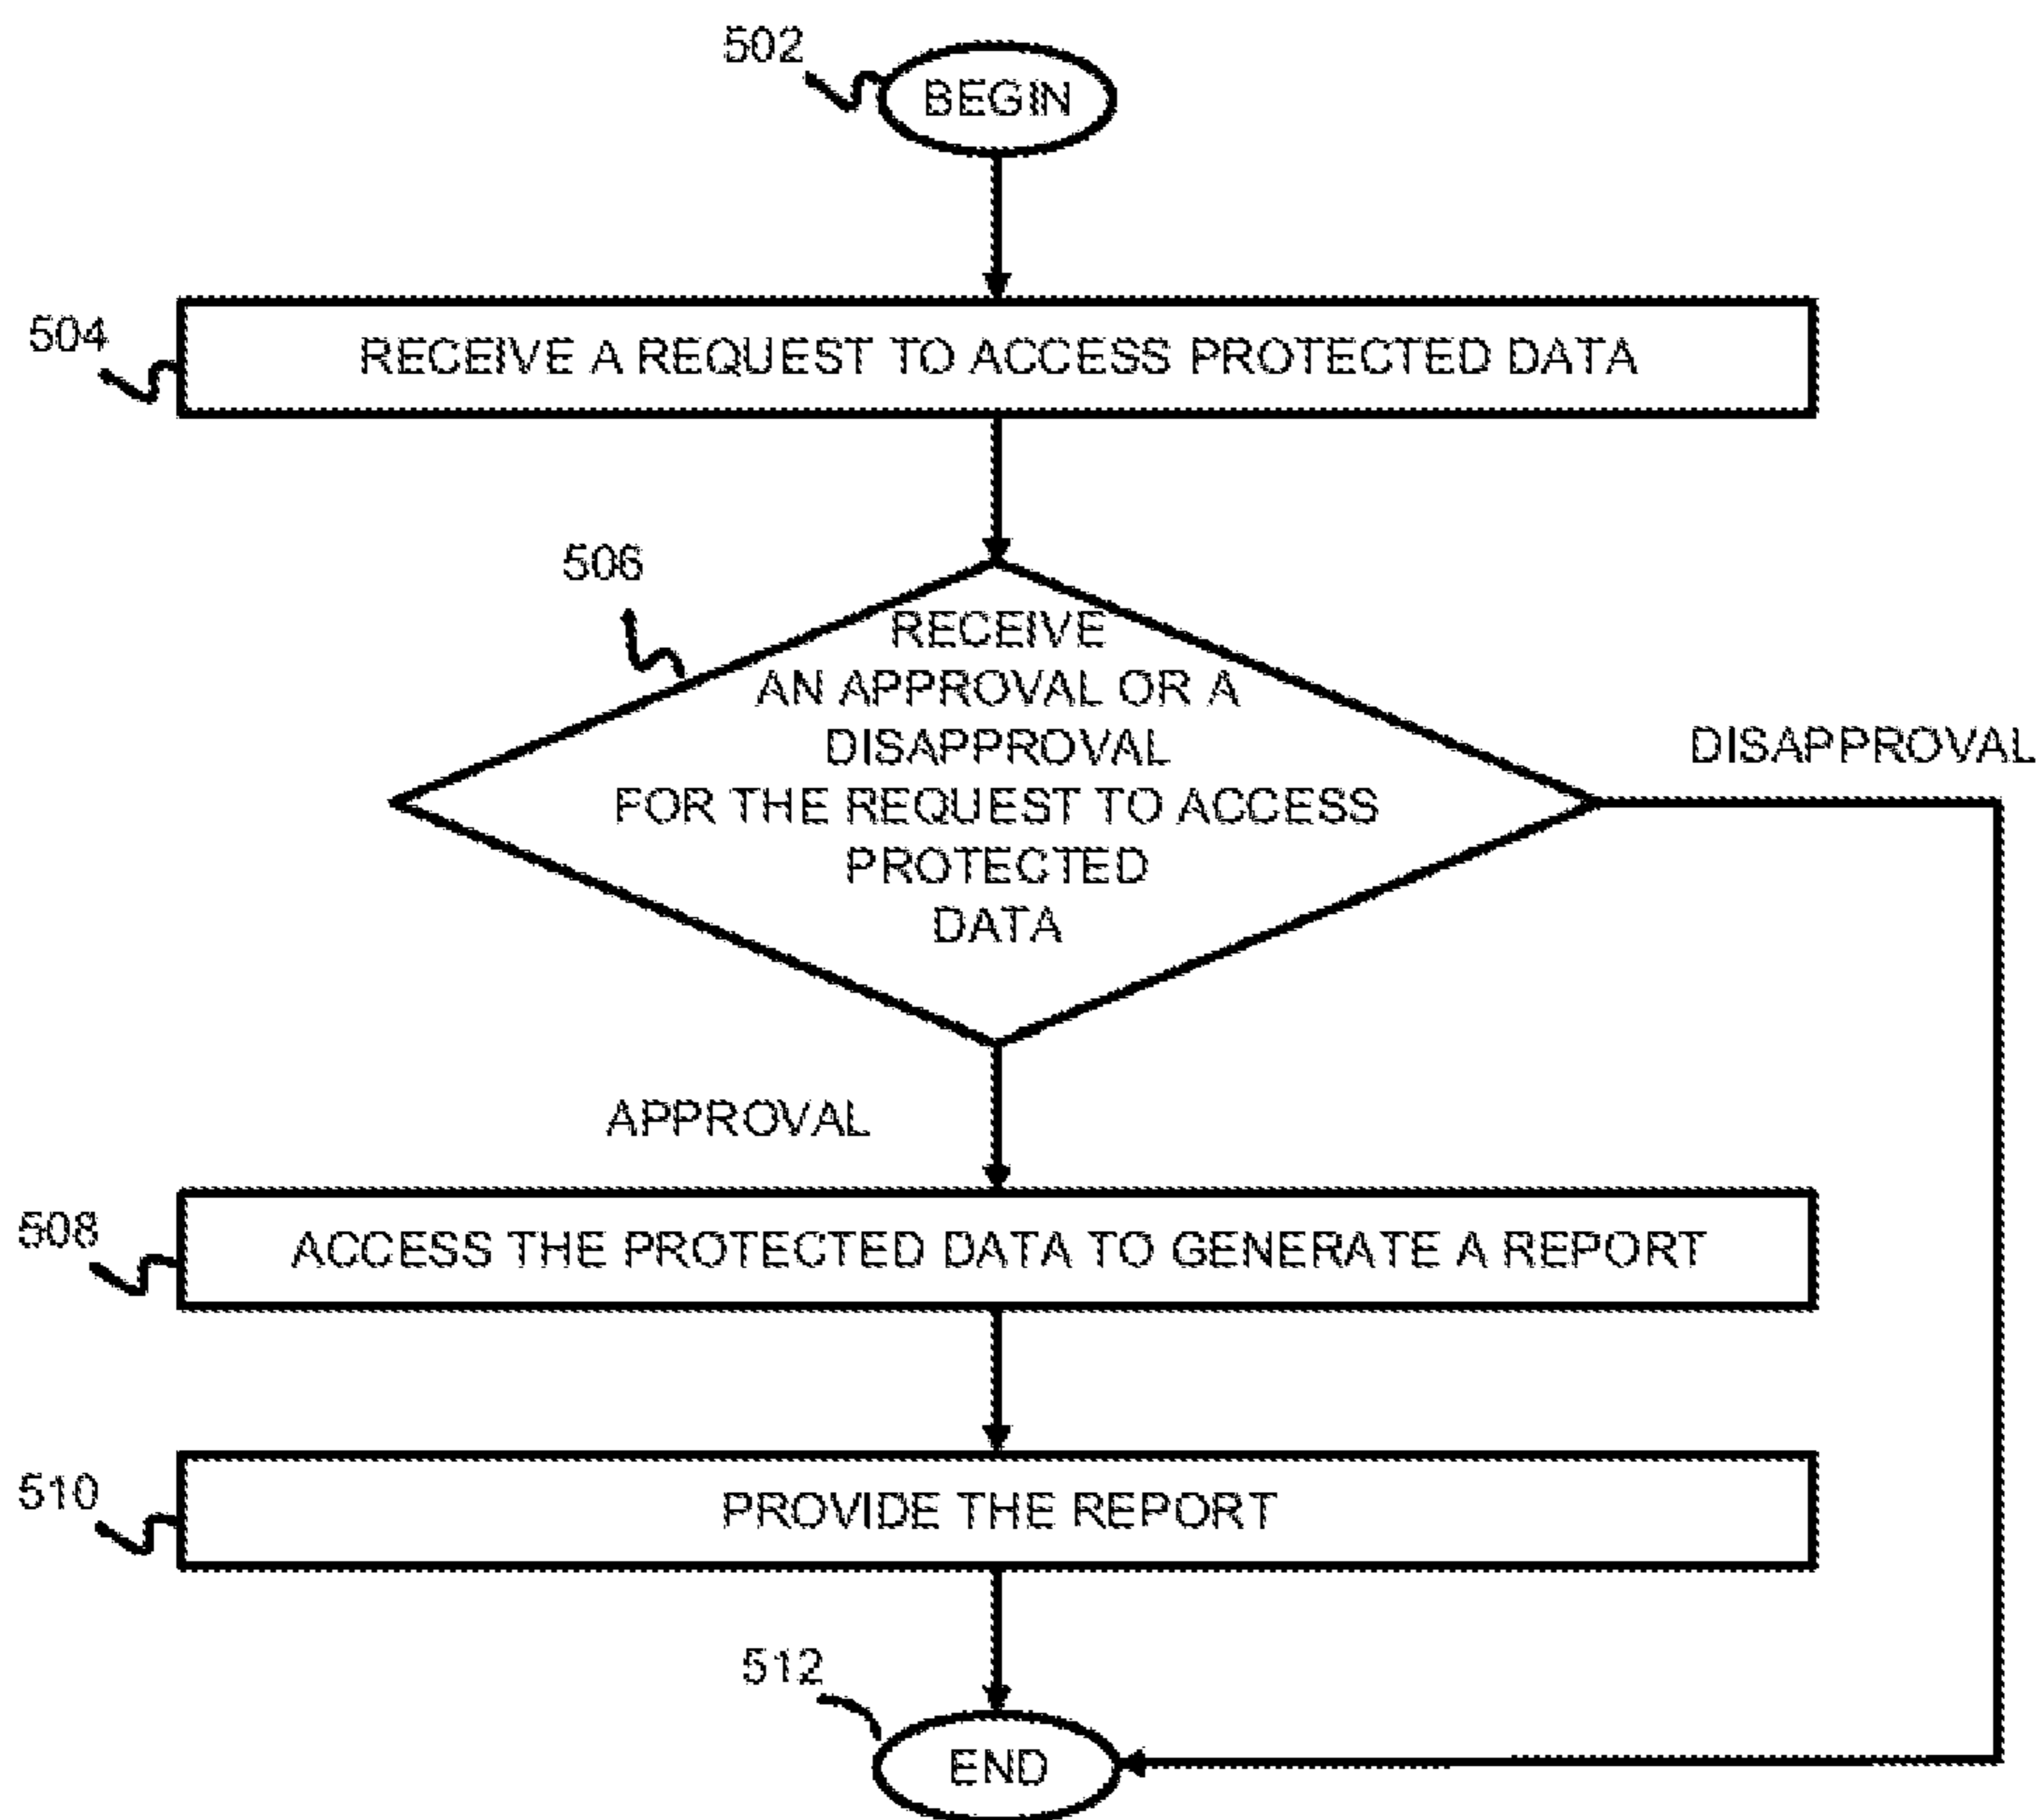 502
BEGIN
504
RECEIVE A REQUEST TO ACCESS PROTECTED DATA
506
RECEIVE
AN APPROVAL OR A
DISAPPROVAL
FOR THE REQUEST TO ACCESS
PROTECTED
DATA
DISAPPROVAL
APPROVAL
508
ACCESS THE PROTECTED DATA TO GENERATE A REPORT
510
PROVIDE THE REPORT
512
END